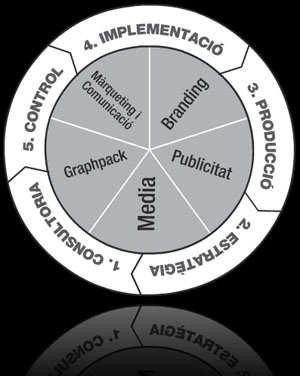 4. IMPLEMENTACIÓ
3. PRODUCCIÓ
2. ESTRATÈGIA
1. CONSULTORIA
5. CONTROL
Màrqueting i
Comunicació
Branding
Publicitat
Media
Graphpack